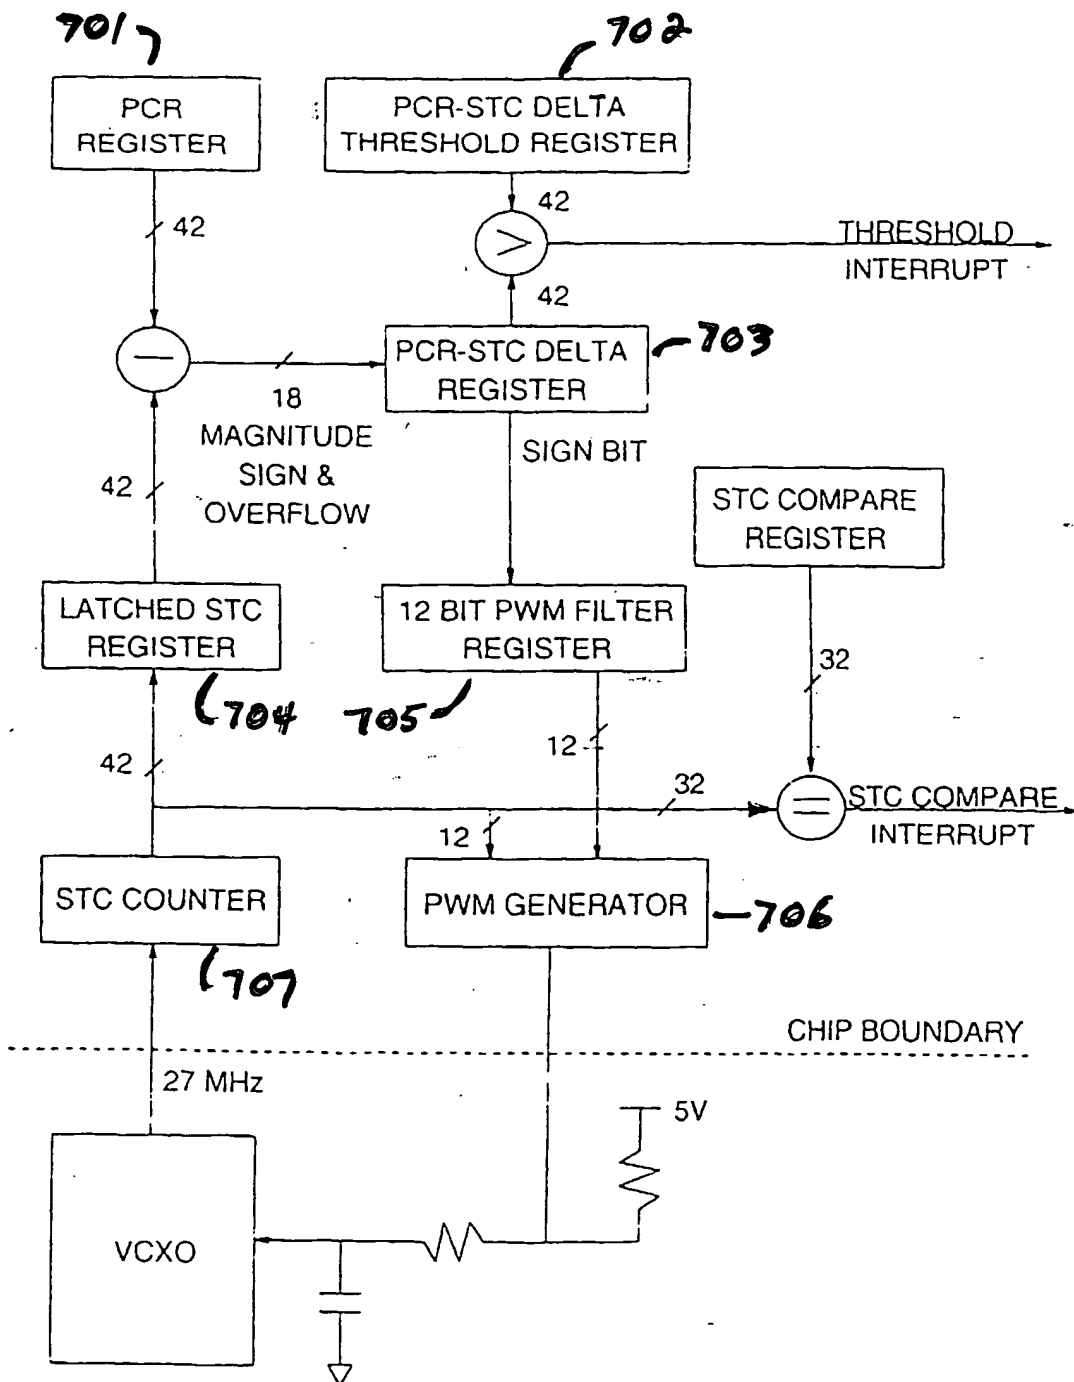 701
702
PCR
REGISTER
PCR-STC DELTA
THRESHOLD REGISTER
42
42
>
THRESHOLD
INTERRUPT
42
—
PCR-STC DELTA
REGISTER
703
18
MAGNITUDE
SIGN &
OVERFLOW
SIGN BIT
42
STC COMPARE
REGISTER
LATCHED STC
REGISTER
12 BIT PWM FILTER
REGISTER
32
704
705
12
42
32
=
STC COMPARE
INTERRUPT
12
STC COUNTER
PWM GENERATOR
706
707
CHIP BOUNDARY
27 MHz
5V
VCXO